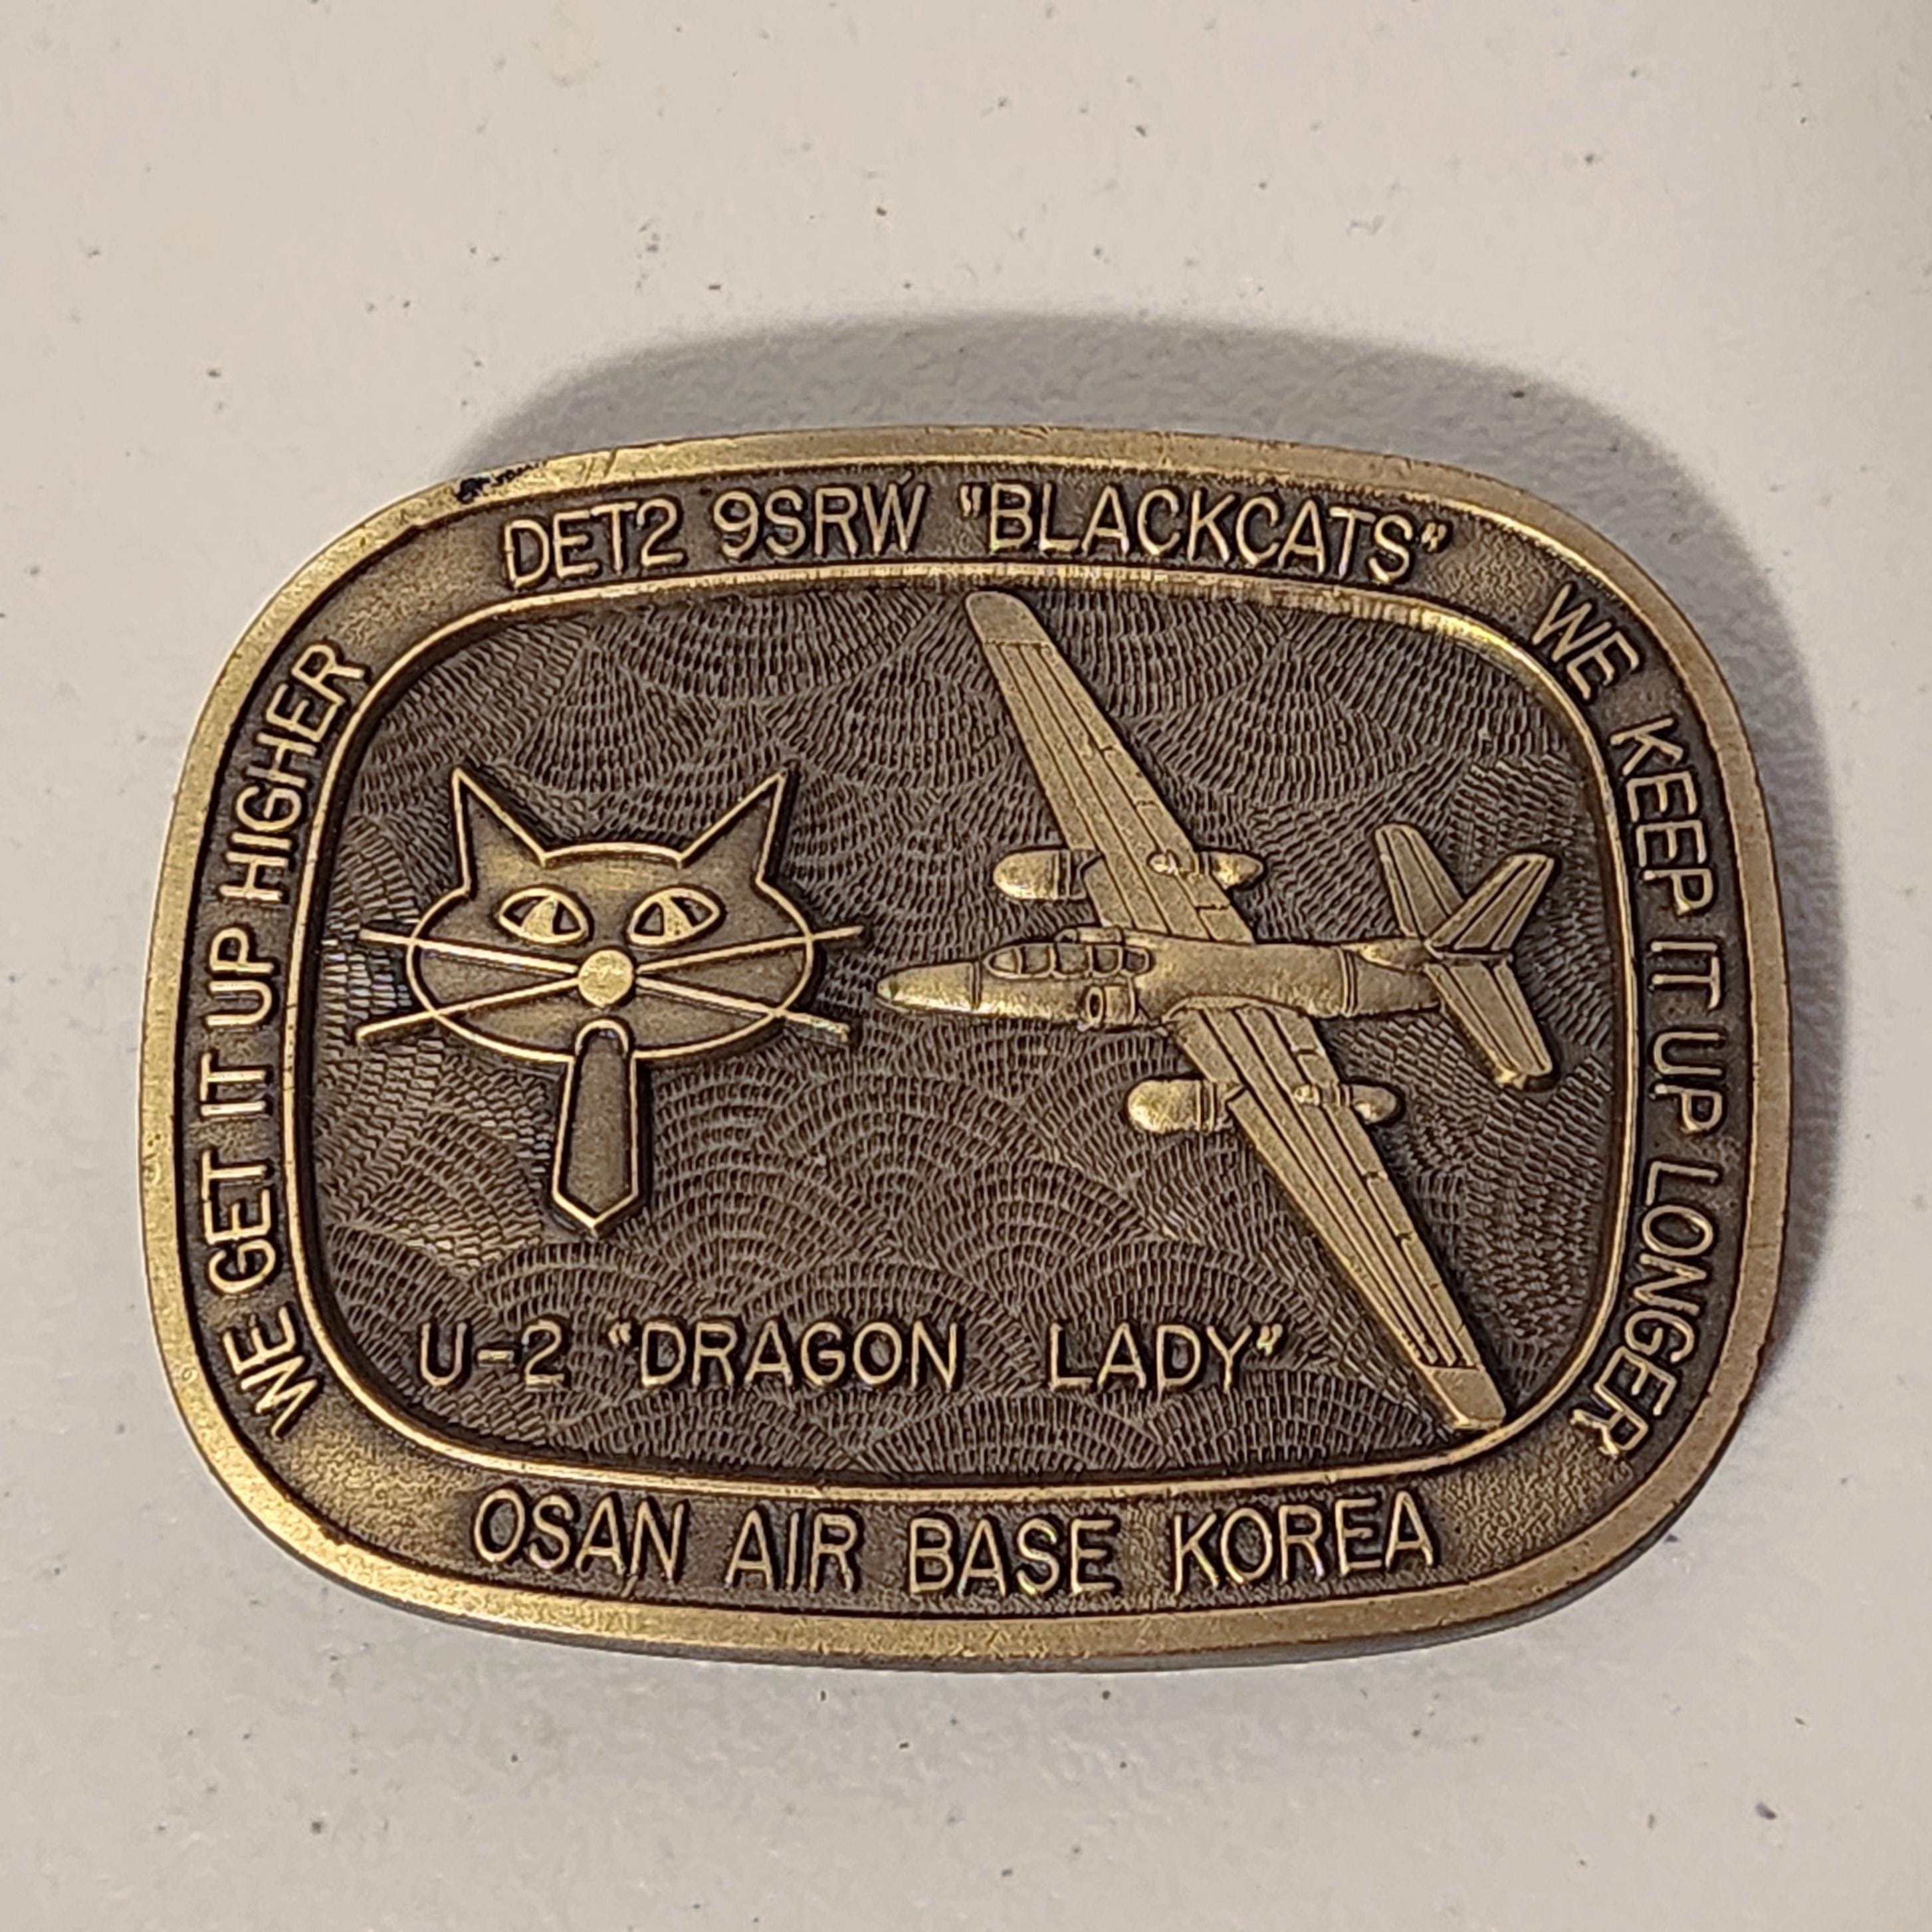 DET2 9SRW "BLACKCATS"
WE GET IT UP HIGHER
WE KEEP IT UP LONGER
U-2 "DRAGON LADY"
OSAN AIR BASE KOREA